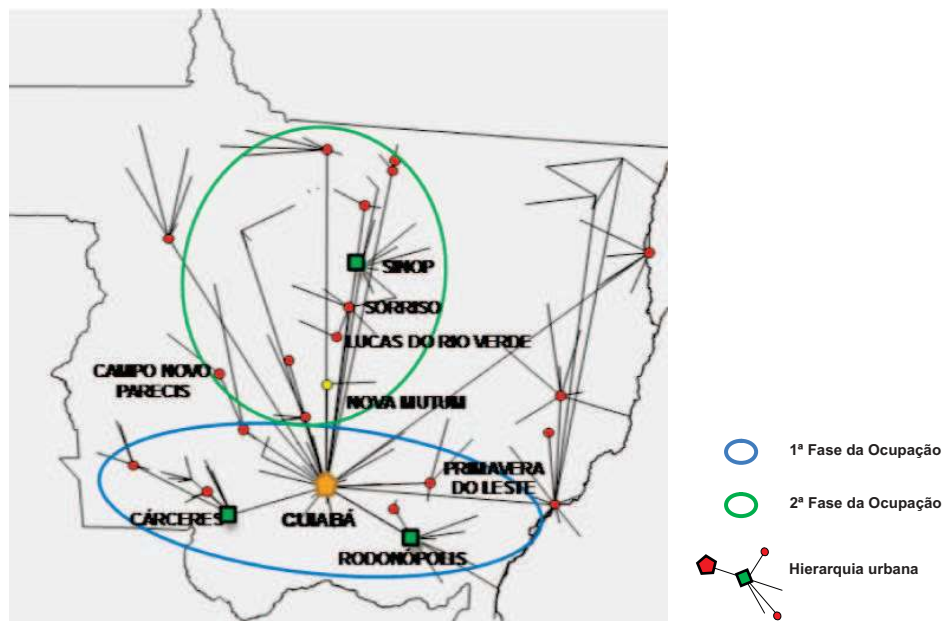 SINOP
SORRISO
LUCAS DO RIO VERDE
CAMPO NOVO
PARECIS
NOVA MUTUM
PRIMAVERA
DO LESTE
CÁRCERES
CUIABÁ
RODONÓPOLIS
1ª Fase da Ocupação
2ª Fase da Ocupação
Hierarquia urbana